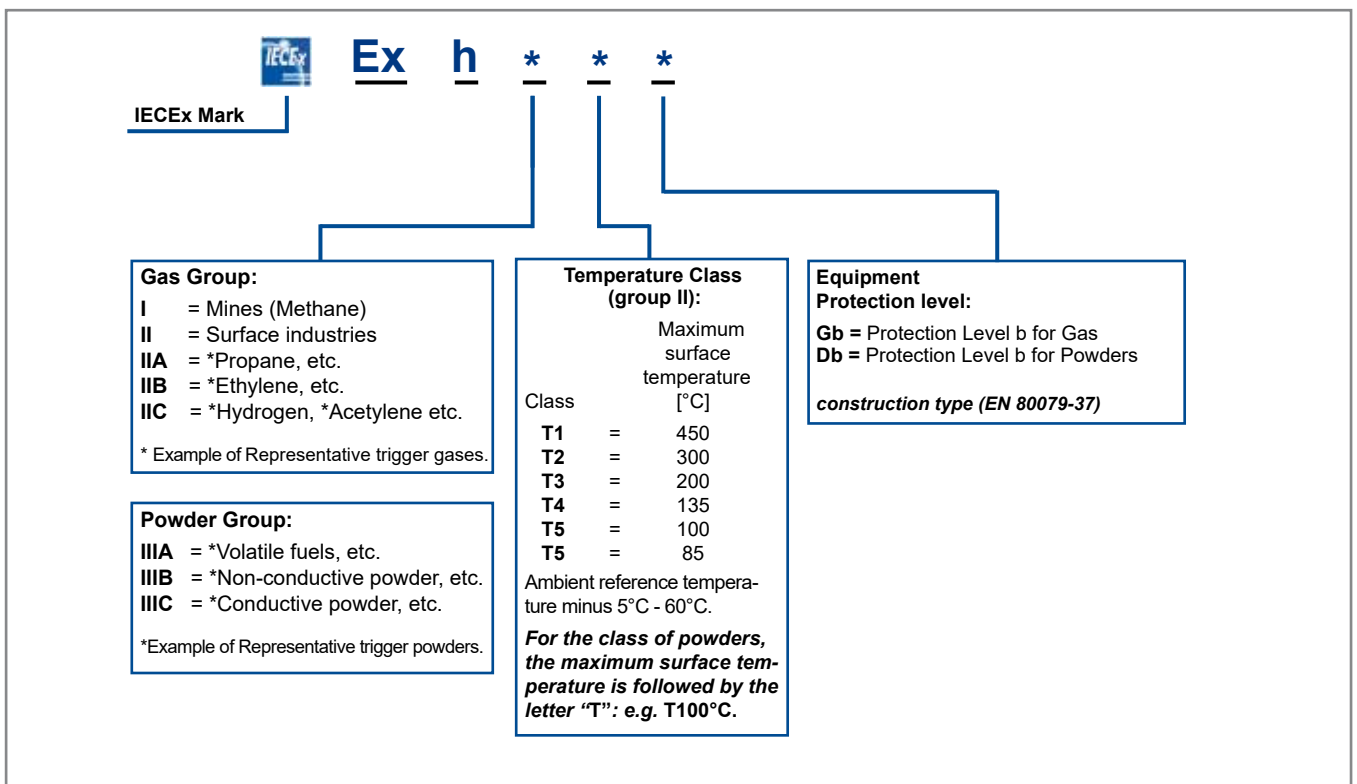 IECEx Ex h * * *
IECEx Mark
Gas Group:
I = Mines (Methane)
II = Surface industries
IIA = *Propane, etc.
IIB = *Ethylene, etc.
IIC = *Hydrogen, *Acetylene etc.
* Example of Representative trigger gases.
Powder Group:
IIIA = *Volatile fuels, etc.
IIIB = *Non-conductive powder, etc.
IIIC = *Conductive powder, etc.
*Example of Representative trigger powders.
Temperature Class
(group II):
Maximum
surface
temperature
Class [°C]
T1 = 450
T2 = 300
T3 = 200
T4 = 135
T5 = 100
T5 = 85
Ambient reference tempera-
ture minus 5°C - 60°C.
For the class of powders,
the maximum surface tem-
perature is followed by the
letter “T”: e.g. T100°C.
Equipment
Protection level:
Gb = Protection Level b for Gas
Db = Protection Level b for Powders
construction type (EN 80079-37)